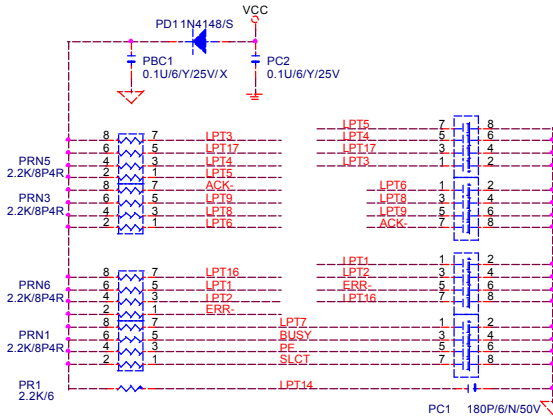 VCC
PD11N4148/S
PBC1
0.1U/6/Y/25V/X
PC2
0.1U/6/Y/25V
8 7 LPT3
6 5 LPT17
4 3 LPT4
2 1 LPT5
PRN5
2.2K/8P4R
8 7 ACK-
6 5 LPT9
4 3 LPT8
2 1 LPT6
PRN3
2.2K/8P4R
LPT5 7 8
LPT4 5 6
LPT17 3 4
LPT3 1 2
LPT6 1 2
LPT8 3 4
LPT9 5 6
ACK- 7 8
8 7 LPT16
6 5 LPT1
4 3 LPT2
2 1 ERR-
PRN6
2.2K/8P4R
LPT1 1 2
LPT2 3 4
ERR- 5 6
LPT16 7 8
8 7 LPT7 1 2
6 5 BUSY 3 4
4 3 PE 5 6
2 1 SLCT 7 8
PRN1
2.2K/8P4R
PR1
2.2K/6
LPT14
PC1 180P/6/N/50V